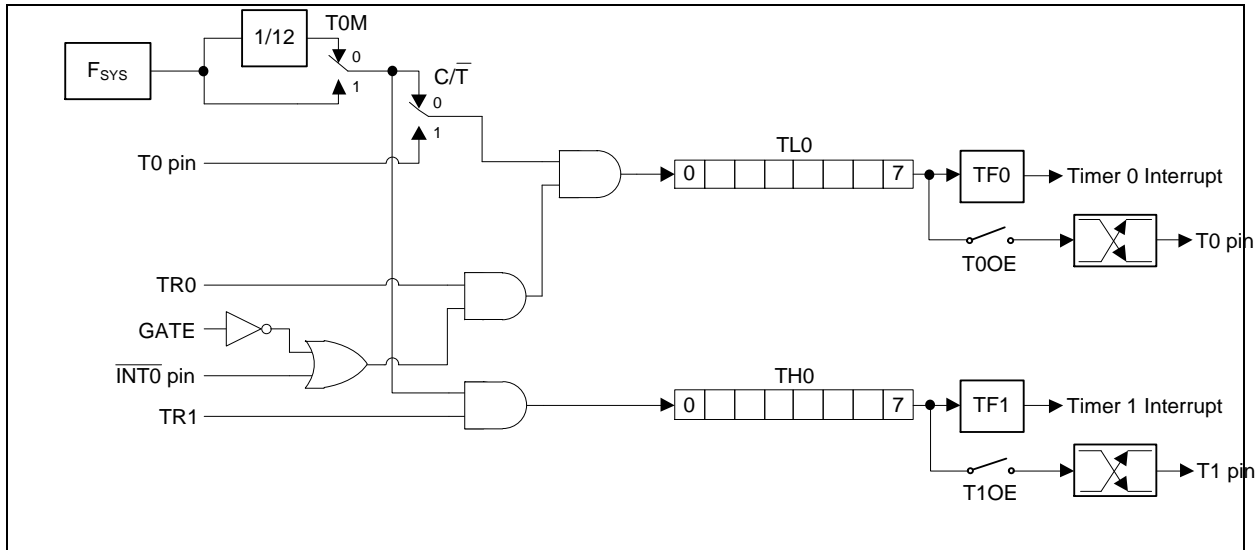 T0M
1/12
0
F_SYS
1
C/T̅
0
1
T0 pin
TL0
0 7
TF0
Timer 0 Interrupt
T0OE
T0 pin
TR0
GATE
I̅N̅T̅0̅ pin
TR1
TH0
0 7
TF1
Timer 1 Interrupt
T1OE
T1 pin